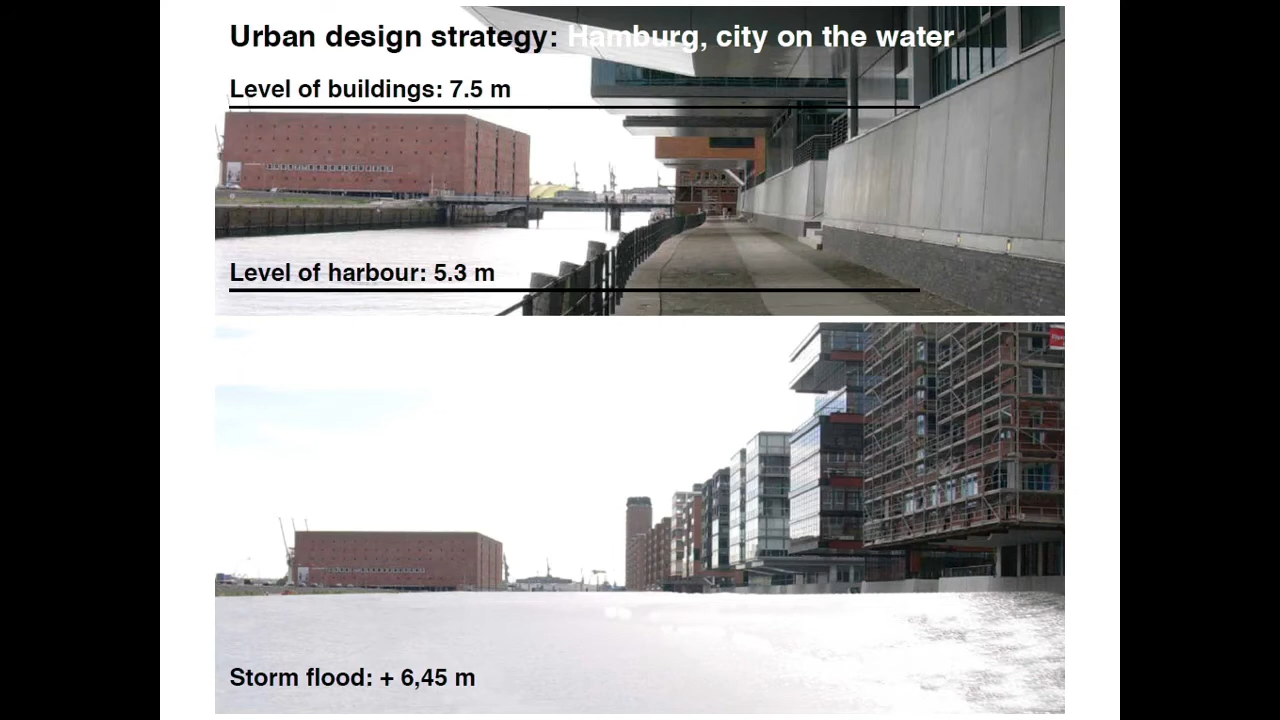 Urban design strategy: Hamburg, city on the water
Level of buildings: 7.5 m
Level of harbour: 5.3 m
Storm flood: + 6,45 m